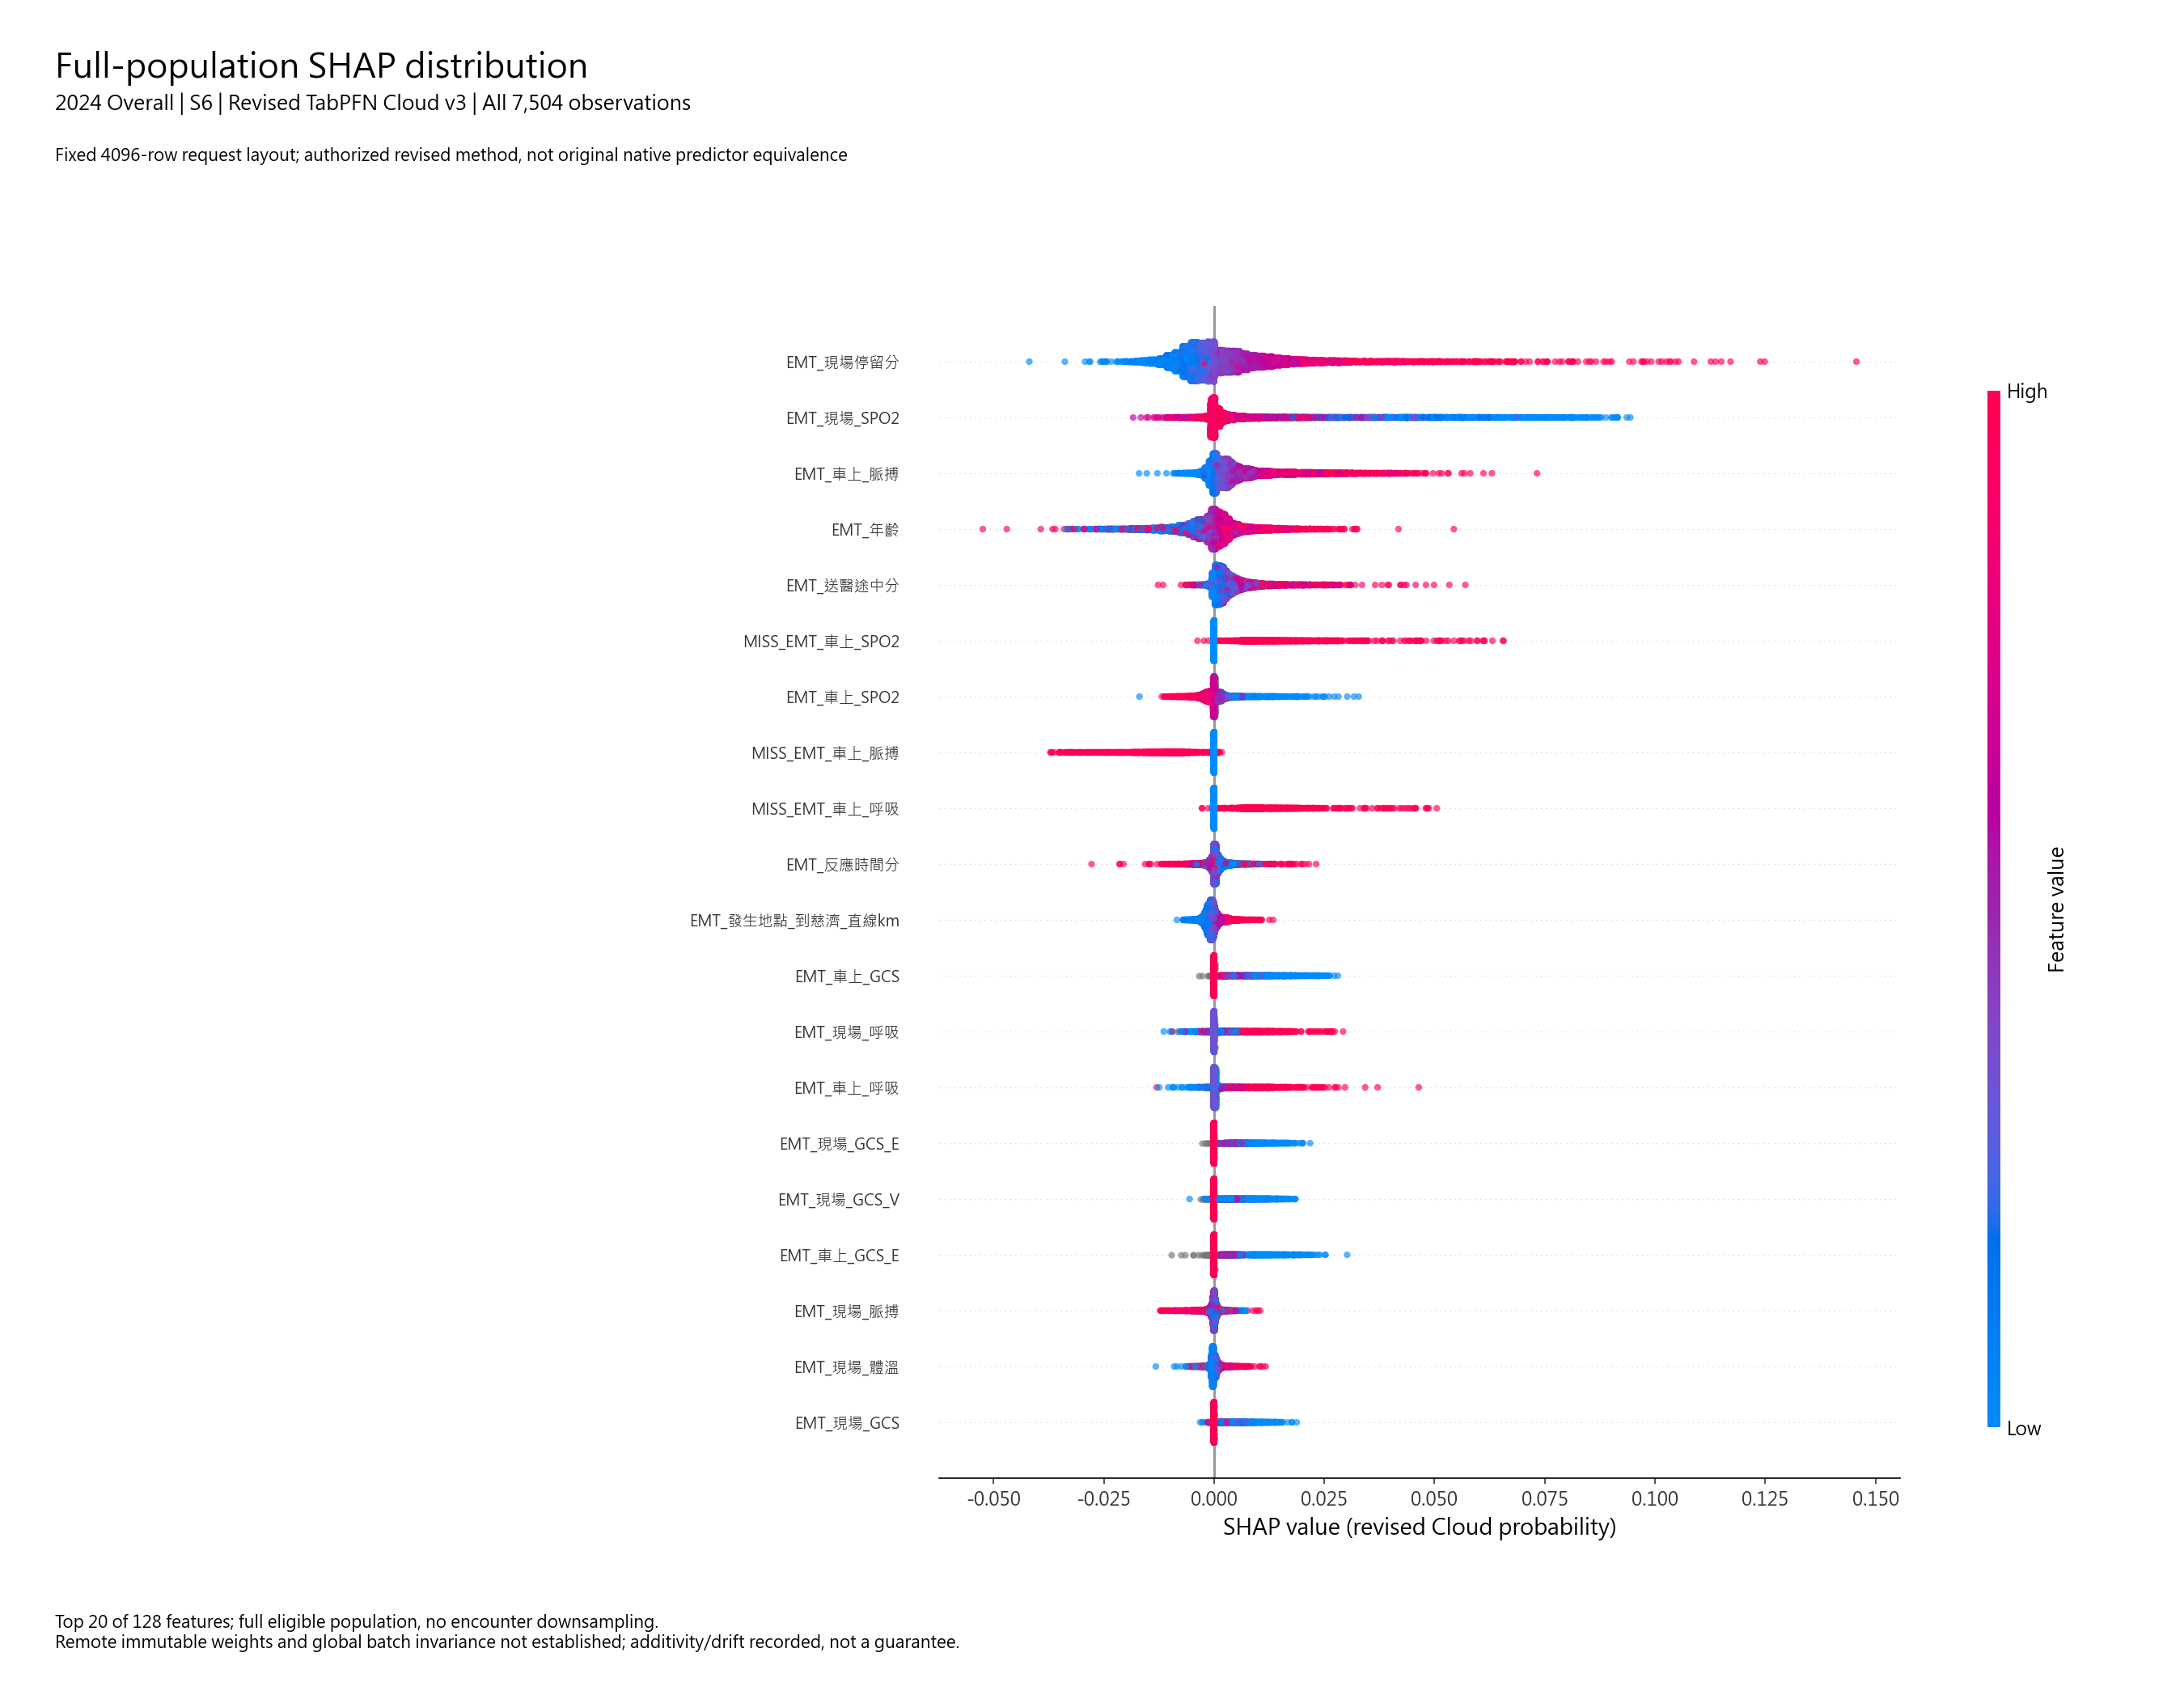 Full-population SHAP distribution
2024 Overall | S6 | Revised TabPFN Cloud v3 | All 7,504 observations
Fixed 4096-row request layout; authorized revised method, not original native predictor equivalence
EMT_現場停留分
EMT_現場_SPO2
EMT_車上_脈搏
EMT_年齡
EMT_送醫途中分
MISS_EMT_車上_SPO2
EMT_車上_SPO2
MISS_EMT_車上_脈搏
MISS_EMT_車上_呼吸
EMT_反應時間分
EMT_發生地點_到慈濟_直線km
EMT_車上_GCS
EMT_現場_呼吸
EMT_車上_呼吸
EMT_現場_GCS_E
EMT_現場_GCS_V
EMT_車上_GCS_E
EMT_現場_脈搏
EMT_現場_體溫
EMT_現場_GCS
-0.050 -0.025 0.000 0.025 0.050 0.075 0.100 0.125 0.150
SHAP value (revised Cloud probability)
High
Feature value
Low
Top 20 of 128 features; full eligible population, no encounter downsampling.
Remote immutable weights and global batch invariance not established; additivity/drift recorded, not a guarantee.